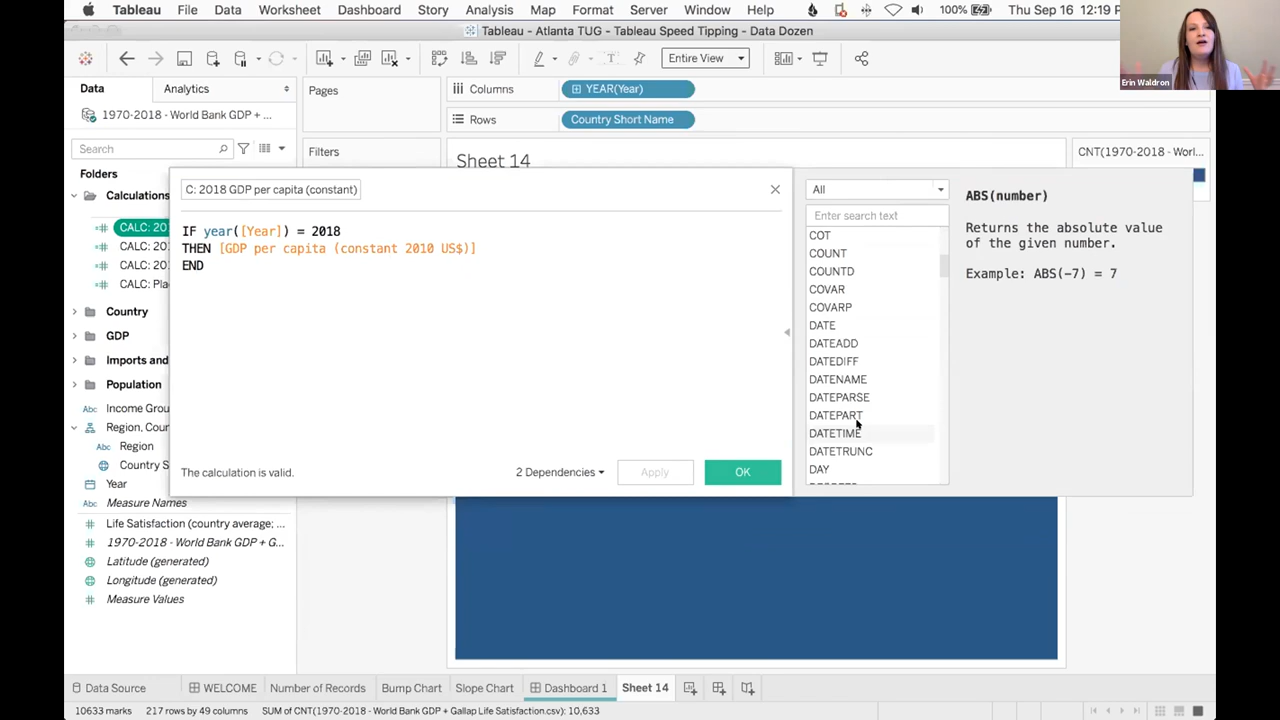 Tableau File Data Worksheet Dashboard Story Analysis Map Format Server Window Help 100% Thu Sep 16 12:19 PM
Tableau - Atlanta TUG - Tableau Speed Tipping - Data Dozen
Erin Waldron
Entire View
Data Analytics
Pages
Columns YEAR(Year)
1970-2018 - World Bank GDP + ...
Rows Country Short Name
Search
Filters
Sheet 14
CNT(1970-2018 - Worl...
Folders
Calculations
CALC: 20
CALC: 20
CALC: 20
CALC: Pla
Country
GDP
Imports and
Population
Abc Income Grou
Region, Cou
Abc Region
Country S
Year
Abc Measure Names
Life Satisfaction (country average; ...
1970-2018 - World Bank GDP + G...
Latitude (generated)
Longitude (generated)
Measure Values
C: 2018 GDP per capita (constant)
IF year([Year]) = 2018
THEN [GDP per capita (constant 2010 US$)]
END
The calculation is valid.
2 Dependencies
Apply
OK
All
Enter search text
COT
COUNT
COUNTD
COVAR
COVARP
DATE
DATEADD
DATEDIFF
DATENAME
DATEPARSE
DATEPART
DATETIME
DATETRUNC
DAY
ABS(number)
Returns the absolute value
of the given number.
Example: ABS(-7) = 7
Data Source WELCOME Number of Records Bump Chart Slope Chart Dashboard 1 Sheet 14
10633 marks 217 rows by 49 columns SUM of CNT(1970-2018 - World Bank GDP + Gallap Life Satisfaction.csv): 10,633